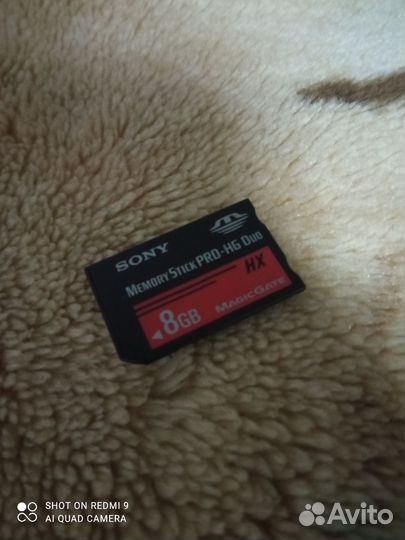 SONY
MEMORY STICK PRO-HG DUO
HX
8GB
MAGICGATE
SHOT ON REDMI 9
AI QUAD CAMERA
Avito